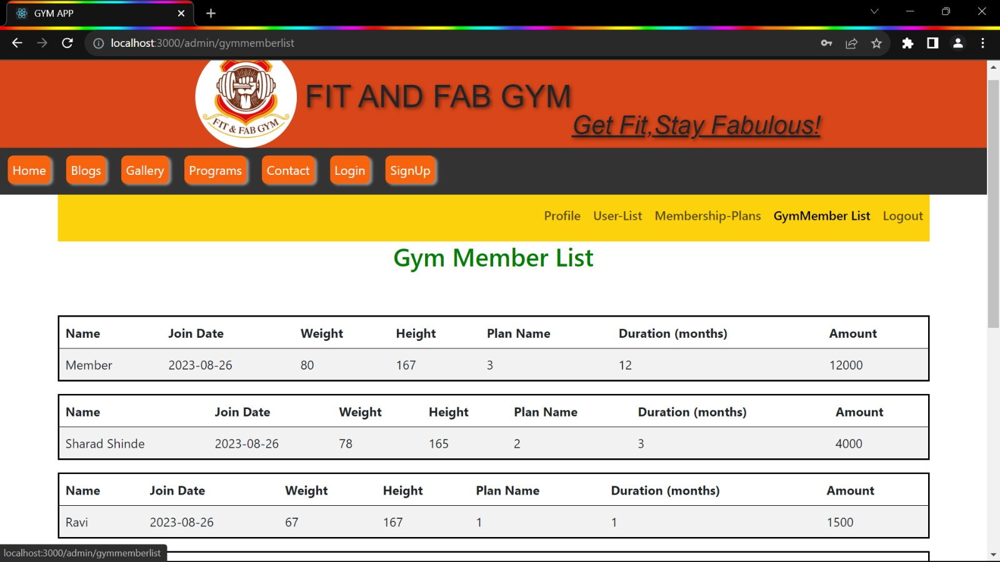 GYM APP
localhost:3000/admin/gymmemberlist
FIT & FAB GYM
FIT AND FAB GYM
Get Fit,Stay Fabulous!
Home Blogs Gallery Programs Contact Login SignUp
Profile User-List Membership-Plans GymMember List Logout
Gym Member List
Name Join Date Weight Height Plan Name Duration (months) Amount
Member 2023-08-26 80 167 3 12 12000
Name Join Date Weight Height Plan Name Duration (months) Amount
Sharad Shinde 2023-08-26 78 165 2 3 4000
Name Join Date Weight Height Plan Name Duration (months) Amount
Ravi 2023-08-26 67 167 1 1 1500
localhost:3000/admin/gymmemberlist